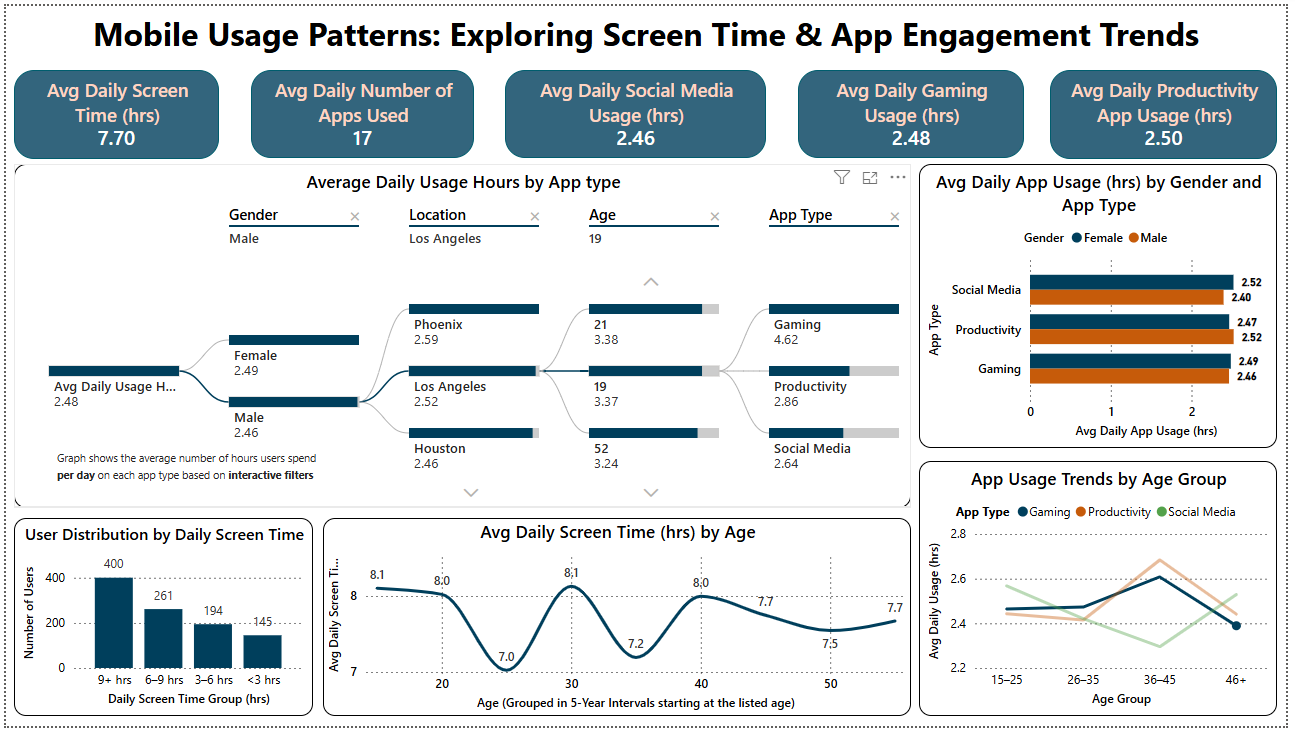 Mobile Usage Patterns: Exploring Screen Time & App Engagement Trends
Avg Daily Screen
Time (hrs)
7.70
Avg Daily Number of
Apps Used
17
Avg Daily Social Media
Usage (hrs)
2.46
Avg Daily Gaming
Usage (hrs)
2.48
Avg Daily Productivity
App Usage (hrs)
2.50
Average Daily Usage Hours by App type
Gender
Male
Location
Los Angeles
Age
19
App Type
Avg Daily Usage H...
2.48
Female
2.49
Male
2.46
Phoenix
2.59
Los Angeles
2.52
Houston
2.46
21
3.38
19
3.37
52
3.24
Gaming
4.62
Productivity
2.86
Social Media
2.64
Graph shows the average number of hours users spend
per day on each app type based on interactive filters
Avg Daily App Usage (hrs) by Gender and
App Type
Gender Female Male
App Type
Social Media 2.52
2.40
Productivity 2.47
2.52
Gaming 2.49
2.46
0 1 2
Avg Daily App Usage (hrs)
User Distribution by Daily Screen Time
Number of Users
400
200
0
400
261
194
145
9+ hrs 6–9 hrs 3–6 hrs <3 hrs
Daily Screen Time Group (hrs)
Avg Daily Screen Time (hrs) by Age
Avg Daily Screen Ti...
8
7
8.1 8.0 7.0 8.1 7.2 8.0 7.7 7.5 7.7
20 30 40 50
Age (Grouped in 5-Year Intervals starting at the listed age)
App Usage Trends by Age Group
App Type Gaming Productivity Social Media
Avg Daily Usage (hrs)
2.8
2.6
2.4
2.2
15–25 26–35 36–45 46+
Age Group